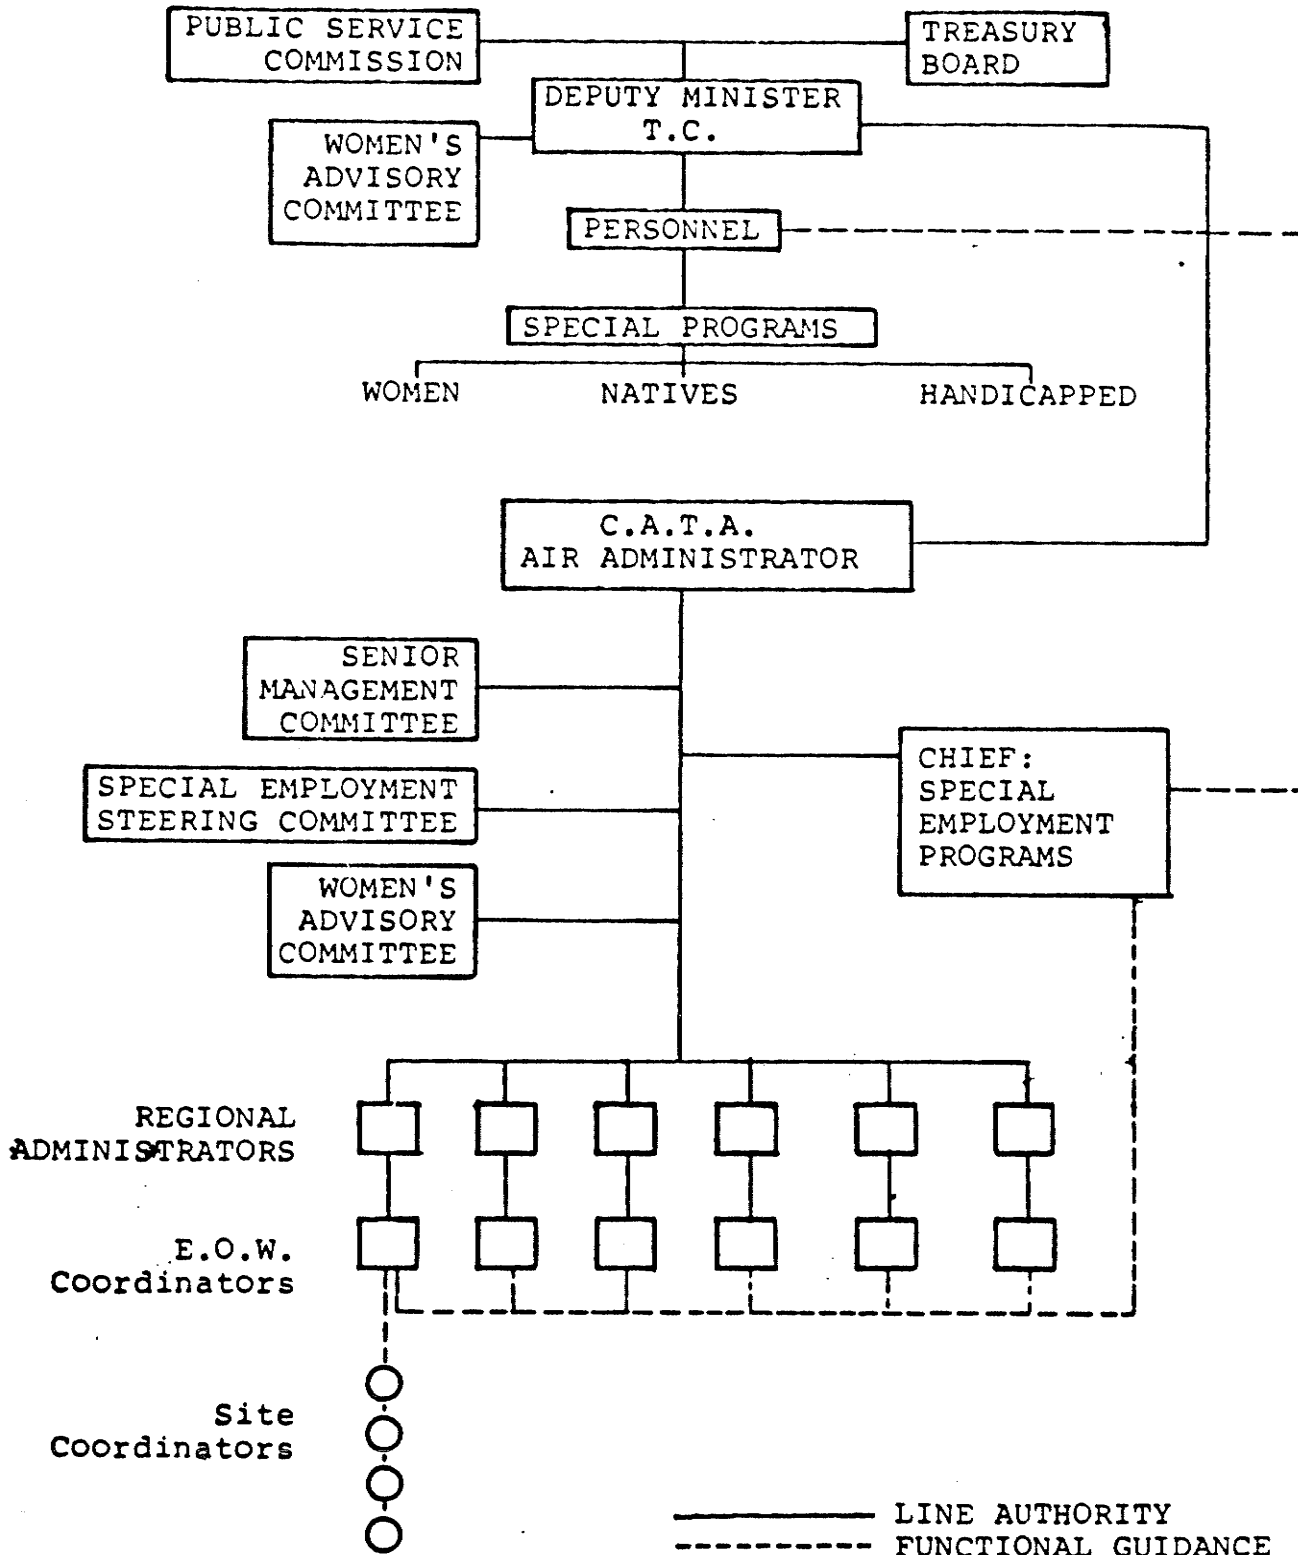 PUBLIC SERVICE
COMMISSION
TREASURY
BOARD
DEPUTY MINISTER
T.C.
WOMEN'S
ADVISORY
COMMITTEE
PERSONNEL
SPECIAL PROGRAMS
WOMEN
NATIVES
HANDICAPPED
C.A.T.A.
AIR ADMINISTRATOR
SENIOR
MANAGEMENT
COMMITTEE
CHIEF:
SPECIAL
EMPLOYMENT
PROGRAMS
SPECIAL EMPLOYMENT
STEERING COMMITTEE
WOMEN'S
ADVISORY
COMMITTEE
REGIONAL
ADMINISTRATORS
E.O.W.
Coordinators
Site
Coordinators
LINE AUTHORITY
FUNCTIONAL GUIDANCE